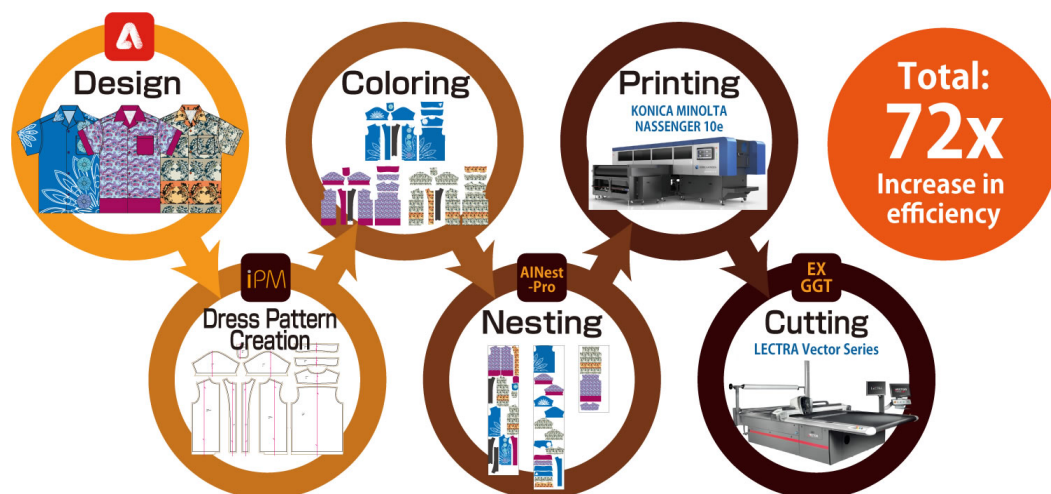 Design
Coloring
Printing
KONICA MINOLTA
NASSENGER 10e
Total:
72x
Increase in
efficiency
iPM
Dress Pattern
Creation
AINest
-Pro
Nesting
EX
GGT
Cutting
LECTRA Vector Series